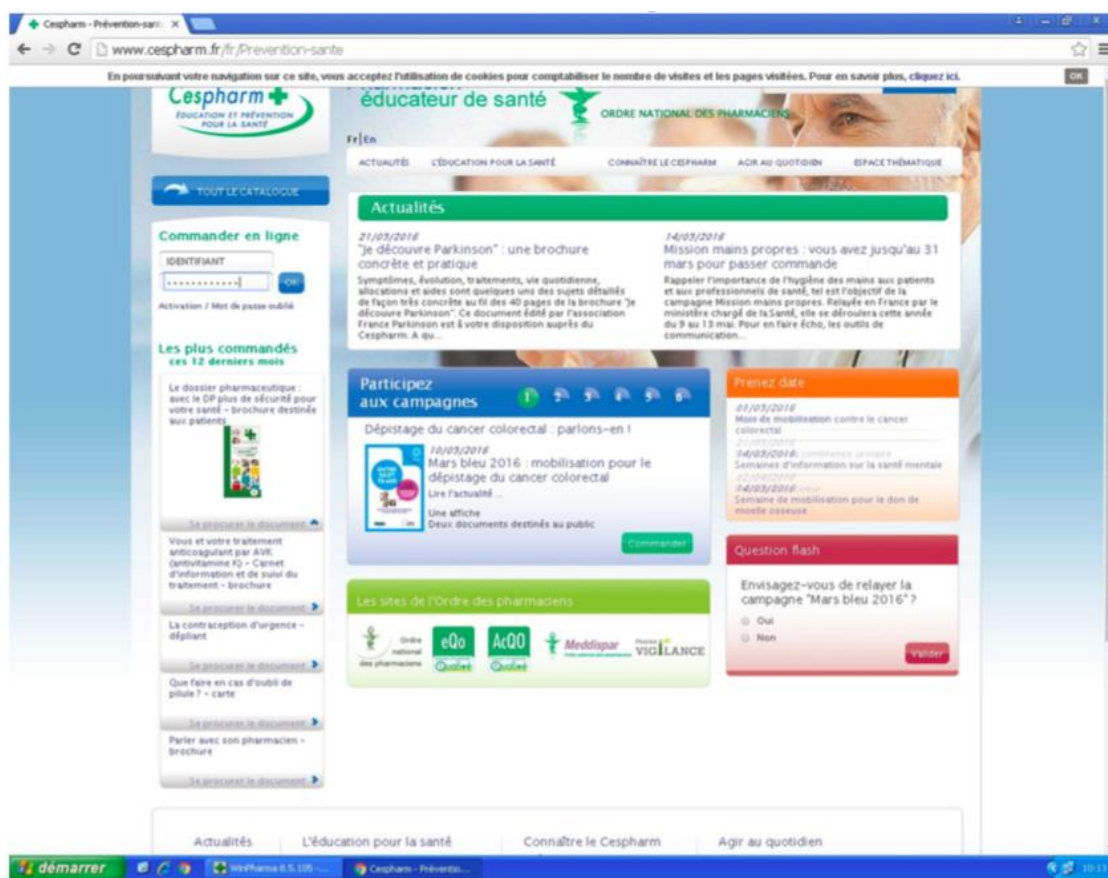 Cespharm - Prévention-san
www.cespharm.fr/fr/Prevention-sante
En poursuivant votre navigation sur ce site, vous acceptez l'utilisation de cookies pour comptabiliser le nombre de visites et les pages visitées. Pour en savoir plus, cliquez ici.
OK
Cespharm
ÉDUCATION ET PRÉVENTION
POUR LA SANTÉ
éducateur de santé
ORDRE NATIONAL DES PHARMACIENS
Fr|En
ACTUALITÉS L'ÉDUCATION POUR LA SANTÉ CONNAÎTRE LE CESPHARM AGIR AU QUOTIDIEN ESPACE THÉMATIQUE
TOUT LE CATALOGUE
Commander en ligne
IDENTIFIANT
OK
Activation / Mot de passe oublié
Les plus commandés
ces 12 derniers mois
Le dossier pharmaceutique :
avec le DP plus de sécurité pour
votre santé - brochure destinée
aux patients
Se procurer le document
Vous et votre traitement
anticoagulant par AVK
(antivitamine K) - Carnet
d'information et de suivi du
traitement - brochure
Se procurer le document
La contraception d'urgence -
dépliant
Se procurer le document
Que faire en cas d'oubli de
pilule ? - carte
Se procurer le document
Parler avec son pharmacien -
brochure
Se procurer le document
Actualités
21/03/2016
"Je découvre Parkinson" : une brochure
concrète et pratique
Symptômes, évolution, traitements, vie quotidienne,
allocations et aides sont quelques uns des sujets détaillés
de façon très concrète au fil des 40 pages de la brochure "Je
découvre Parkinson". Ce document édité par l'association
France Parkinson est à votre disposition auprès du
Cespharm. A qu...
14/03/2016
Mission mains propres : vous avez jusqu'au 31
mars pour passer commande
Rappeler l'importance de l'hygiène des mains aux patients
et aux professionnels de santé, tel est l'objectif de la
campagne Mission mains propres. Relayée en France par le
ministère chargé de la Santé, elle se déroulera cette année
du 9 au 13 mai. Pour en faire écho, les outils de
communication...
Participez
aux campagnes
1 2 3 4 5 6
Dépistage du cancer colorectal : parlons-en !
10/03/2016
Mars bleu 2016 : mobilisation pour le
dépistage du cancer colorectal
Lire l'actualité ...
Une affiche
Deux documents destinés au public
Commander
Prenez date
01/03/2016
Mois de mobilisation contre le cancer
colorectal
14/03/2016
Semaines d'information sur la santé mentale
14/03/2016
Semaine de mobilisation pour le don de
moelle osseuse
Les sites de l'Ordre des pharmaciens
Ordre
national
des pharmaciens
eQo
Qualité
AcQO
Qualité
Meddispar
VIGILANCE
Question flash
Envisagez-vous de relayer la
campagne "Mars bleu 2016" ?
Oui
Non
Valider
Actualités L'éducation pour la santé Connaître le Cespharm Agir au quotidien
démarrer WinPharma 8.5.105 -... Cespharm - Préventio... 10:13